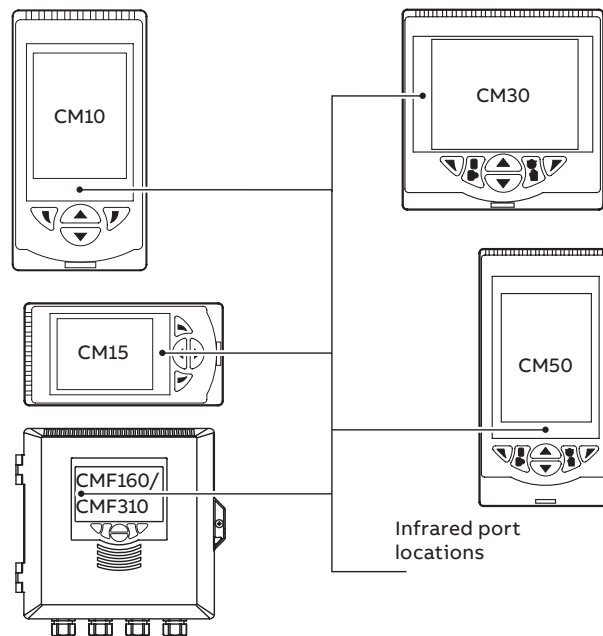 CM10
CM30
CM15
CM50
CMF160/
CMF310
Infrared port
locations